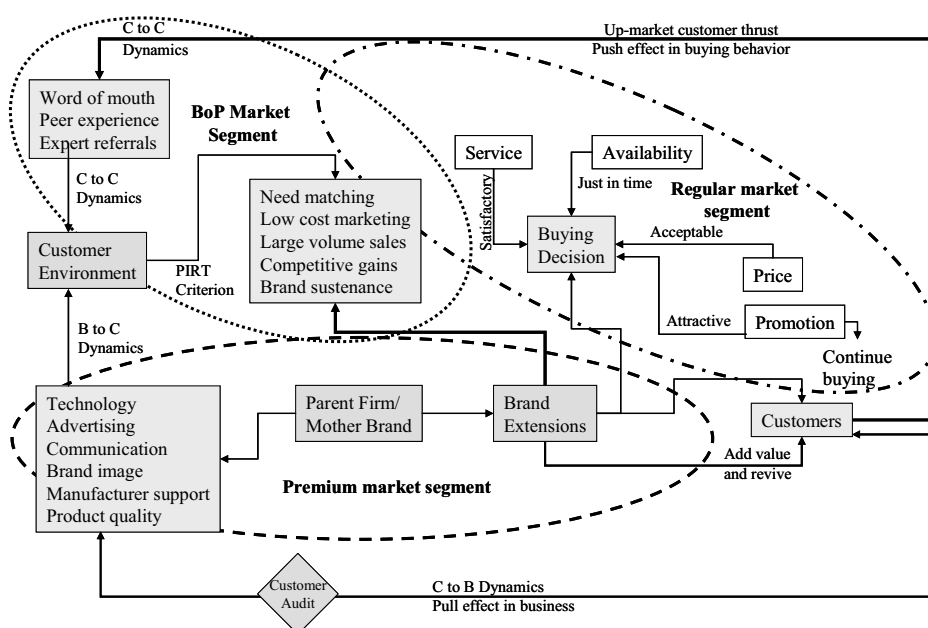 C to C
Dynamics
Up-market customer thrust
Push effect in buying behavior
Word of mouth
Peer experience
Expert referrals
BoP Market
Segment
Service
Availability
Just in time
Regular market
segment
C to C
Dynamics
Need matching
Low cost marketing
Large volume sales
Competitive gains
Brand sustenance
Satisfactory
Buying
Decision
Acceptable
Price
Customer
Environment
PIRT
Criterion
Attractive
Promotion
Continue
buying
B to C
Dynamics
Technology
Advertising
Communication
Brand image
Manufacturer support
Product quality
Parent Firm/
Mother Brand
Brand
Extensions
Customers
Add value
and revive
Premium market segment
Customer
Audit
C to B Dynamics
Pull effect in business